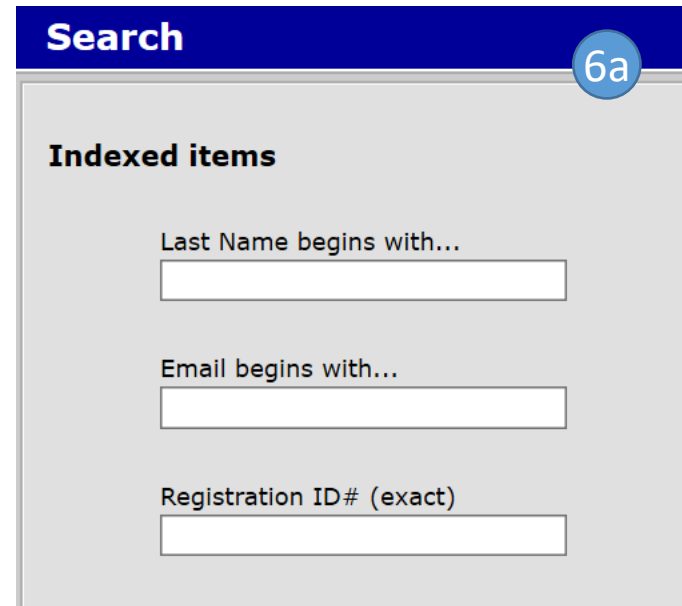 Search
6a
Indexed items
Last Name begins with...
Email begins with...
Registration ID# (exact)